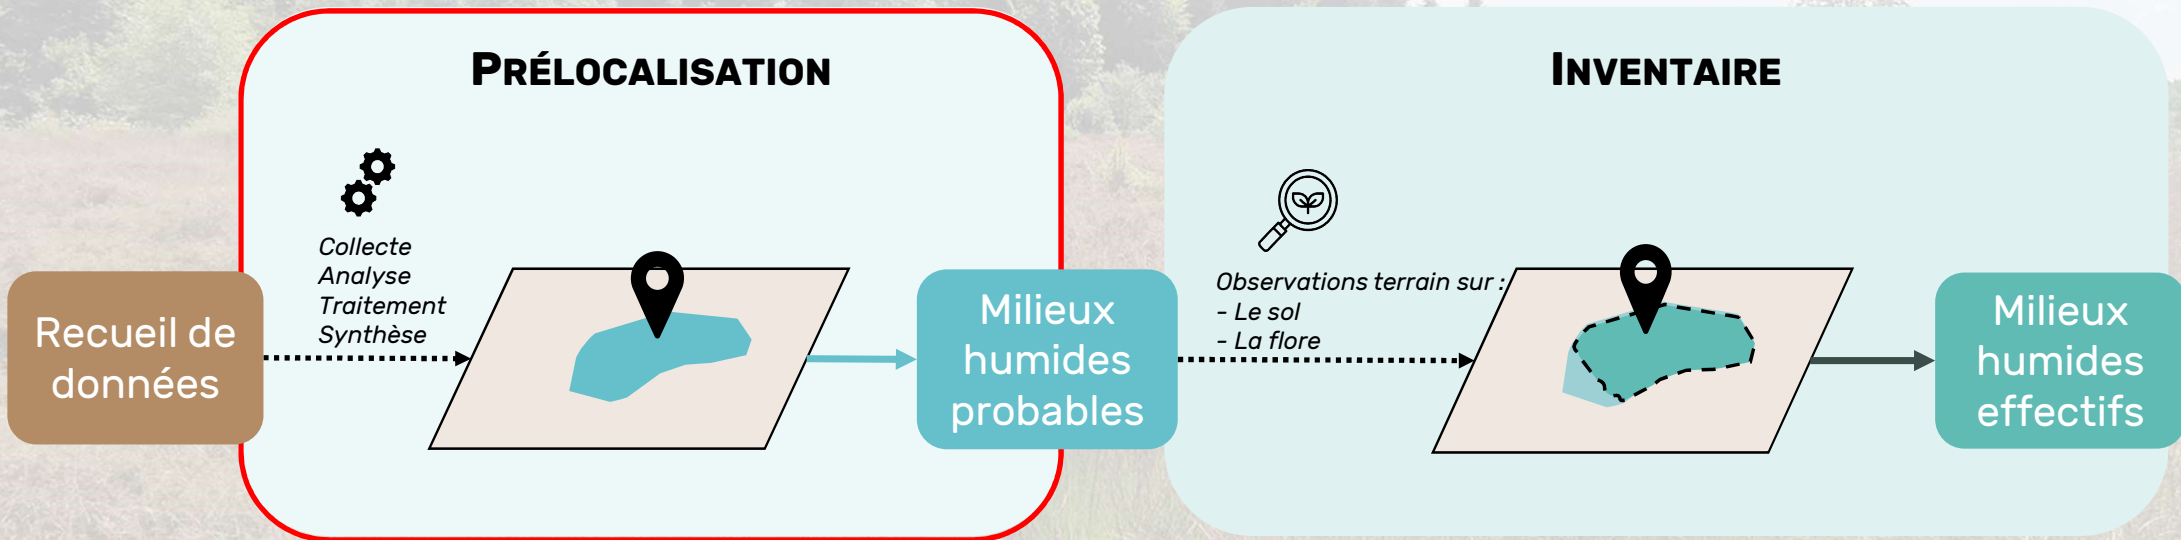 PRÉLOCALISATION
INVENTAIRE
Collecte
Analyse
Traitement
Synthèse
Recueil de
données
Milieux
humides
probables
Observations terrain sur :
- Le sol
- La flore
Milieux
humides
effectifs